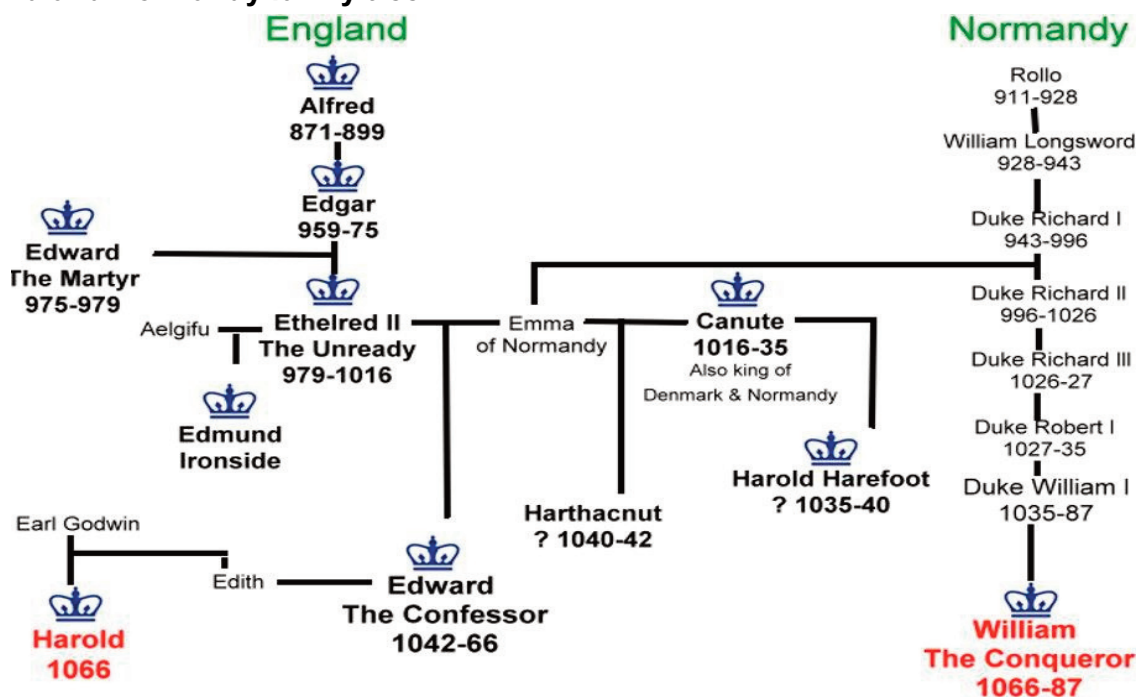 England
Normandy
Alfred
871-899
Edgar
959-75
Edward
The Martyr
975-979
Aelgifu
Ethelred II
The Unready
979-1016
Edmund
Ironside
Emma
of Normandy
Canute
1016-35
Also king of
Denmark & Normandy
Harold Harefoot
? 1035-40
Harthacnut
? 1040-42
Earl Godwin
Edith
Edward
The Confessor
1042-66
Harold
1066
Rollo
911-928
William Longsword
928-943
Duke Richard I
943-996
Duke Richard II
996-1026
Duke Richard III
1026-27
Duke Robert I
1027-35
Duke William I
1035-87
William
The Conqueror
1066-87